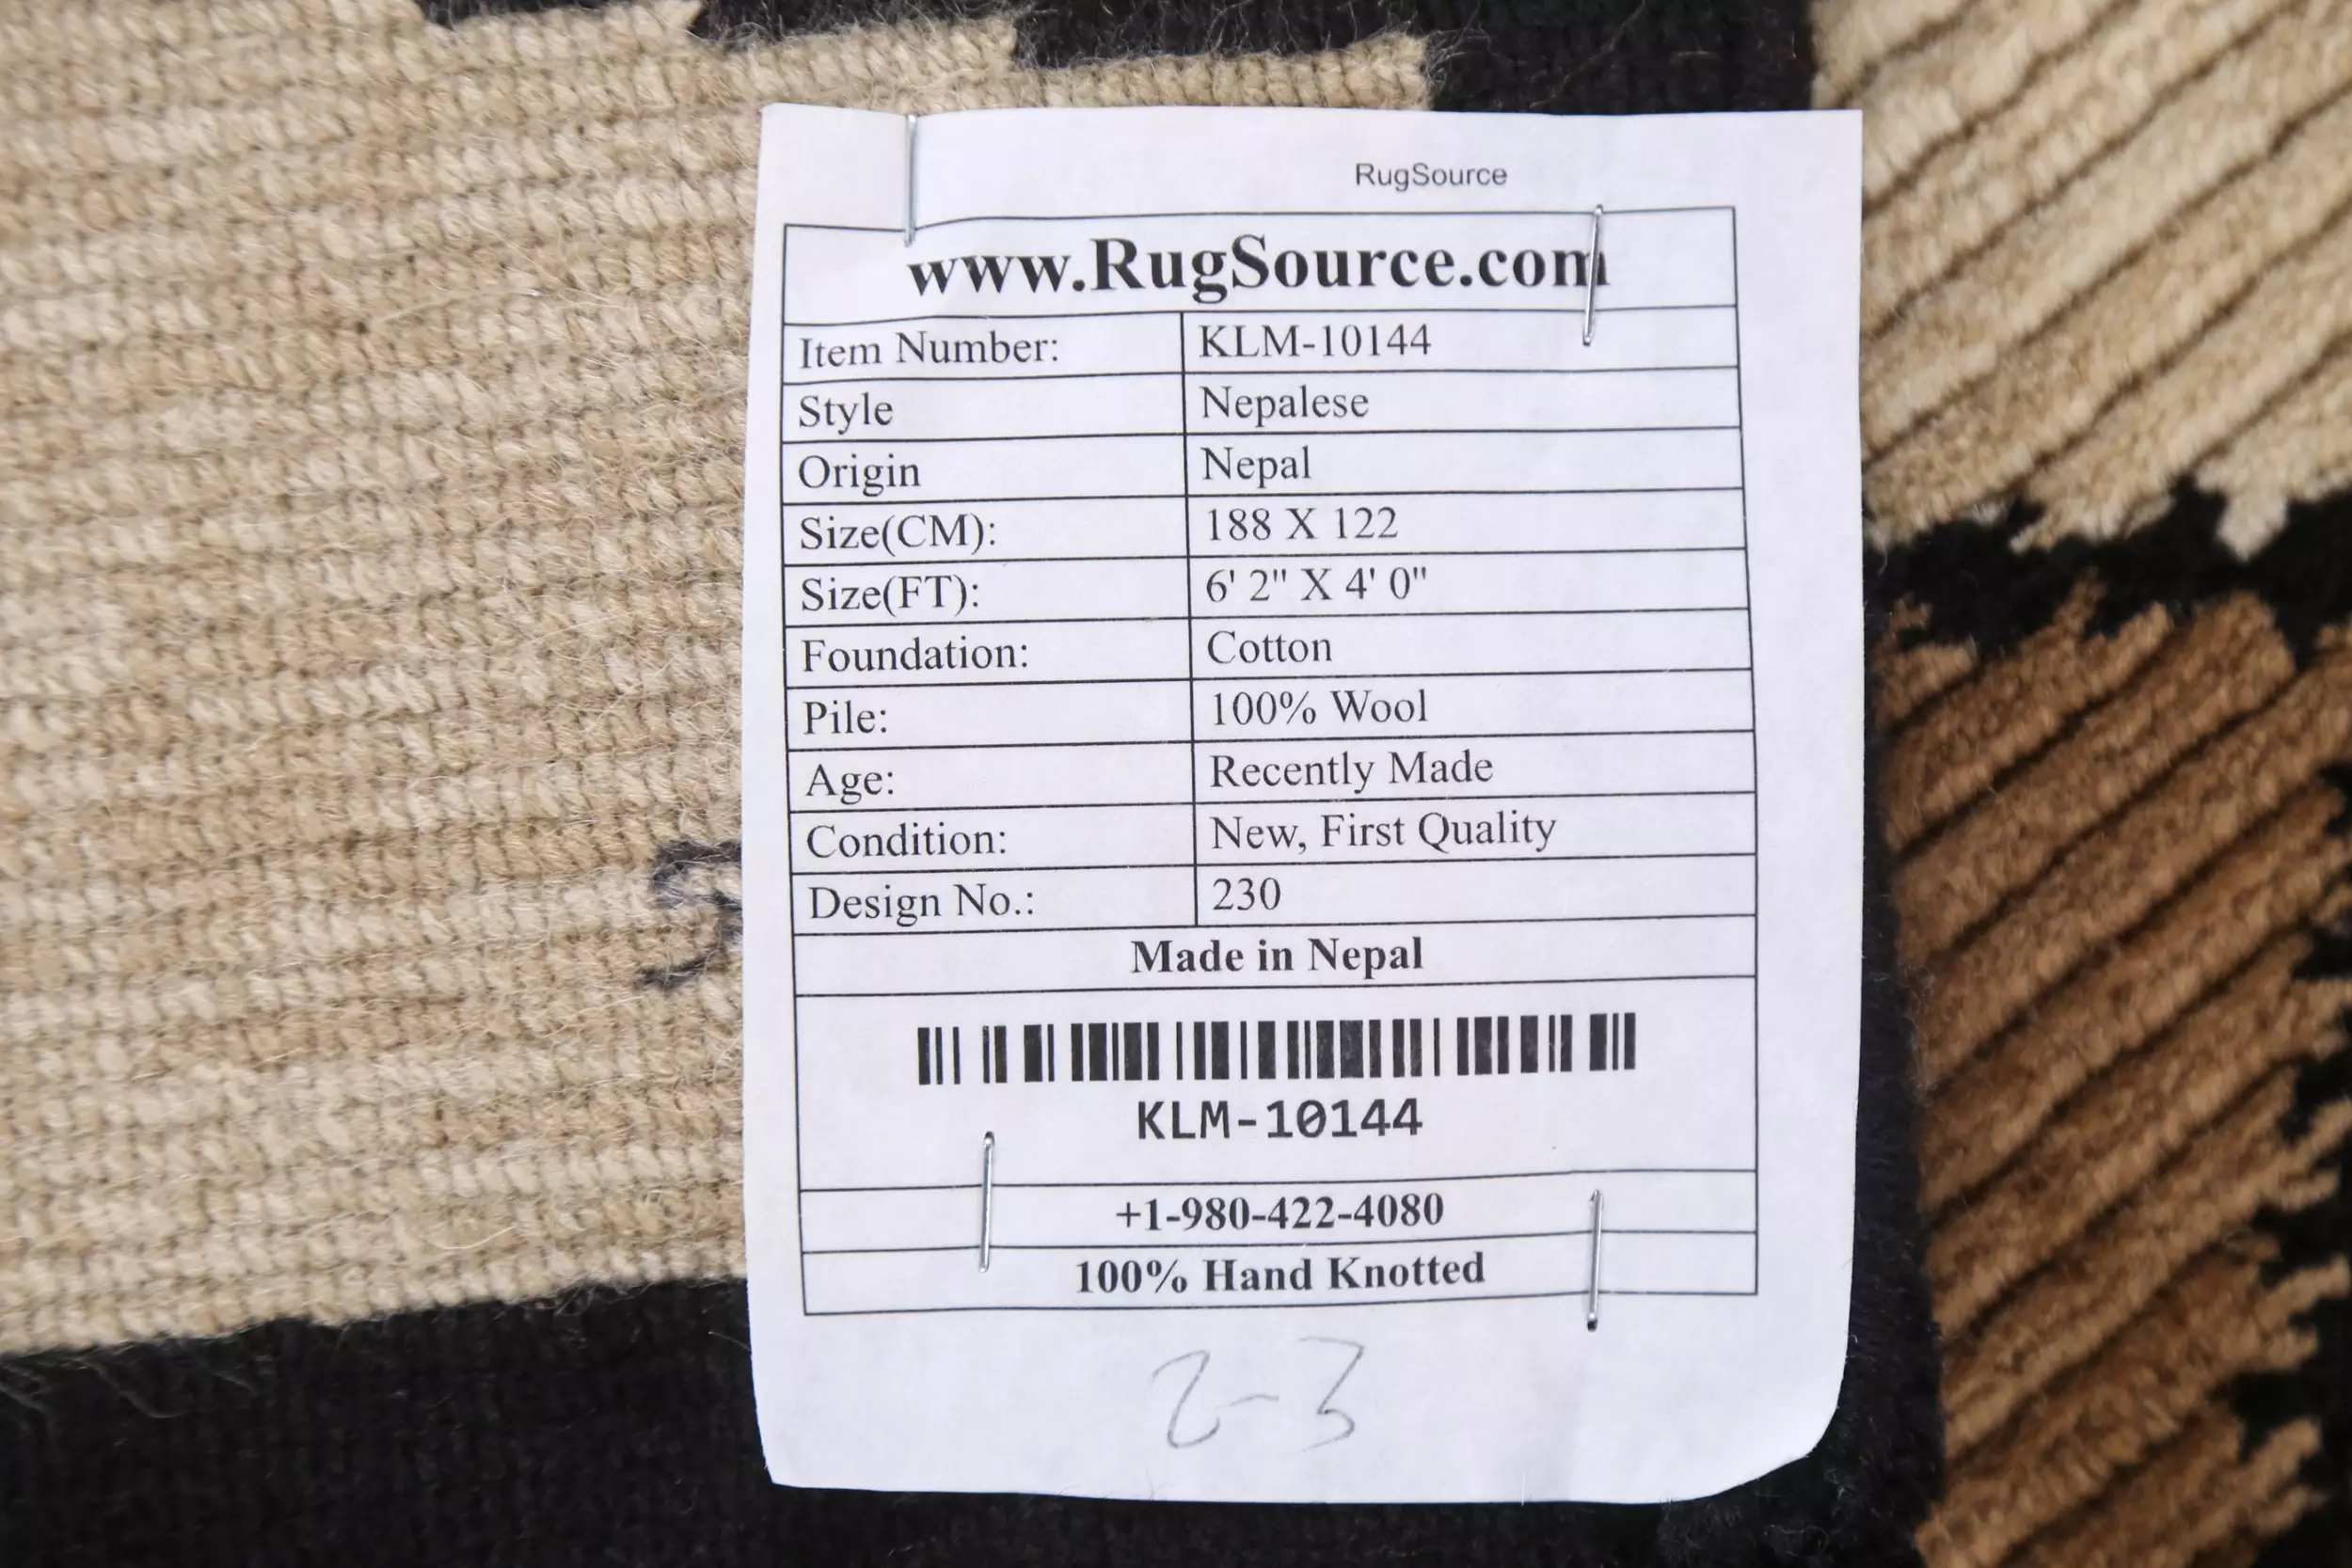 RugSource
www.RugSource.com
Item Number: KLM-10144
Style Nepalese
Origin Nepal
Size(CM): 188 X 122
Size(FT): 6' 2" X 4' 0"
Foundation: Cotton
Pile: 100% Wool
Age: Recently Made
Condition: New, First Quality
Design No.: 230
Made in Nepal
KLM-10144
+1-980-422-4080
100% Hand Knotted
2-3